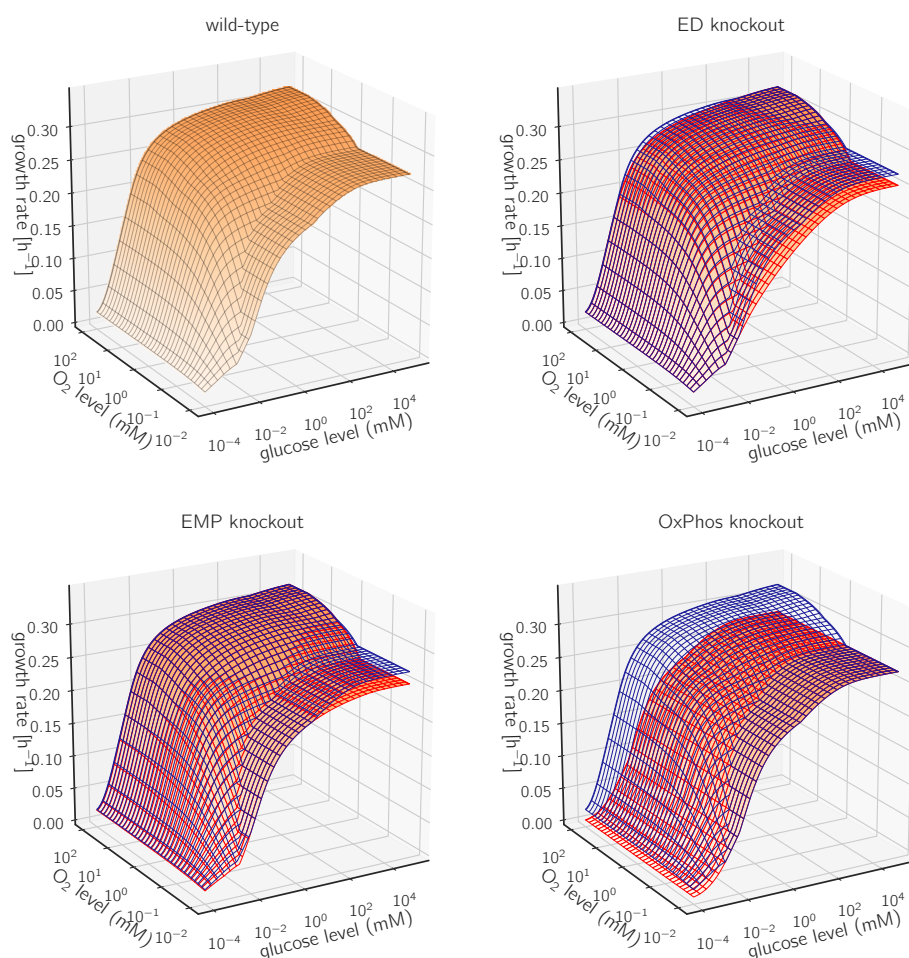 wild-type
0.30
0.25
0.20
0.15
0.10
0.05
0.00
growth rate [h⁻¹]
10² 10¹ 10⁰ 10⁻¹ 10⁻²
O₂ level (mM)
10⁻⁴ 10⁻² 10⁰ 10² 10⁴
glucose level (mM)
ED knockout
0.30
0.25
0.20
0.15
0.10
0.05
0.00
growth rate [h⁻¹]
10² 10¹ 10⁰ 10⁻¹ 10⁻²
O₂ level (mM)
10⁻⁴ 10⁻² 10⁰ 10² 10⁴
glucose level (mM)
EMP knockout
0.30
0.25
0.20
0.15
0.10
0.05
0.00
growth rate [h⁻¹]
10² 10¹ 10⁰ 10⁻¹ 10⁻²
O₂ level (mM)
10⁻⁴ 10⁻² 10⁰ 10² 10⁴
glucose level (mM)
OxPhos knockout
0.30
0.25
0.20
0.15
0.10
0.05
0.00
growth rate [h⁻¹]
10² 10¹ 10⁰ 10⁻¹ 10⁻²
O₂ level (mM)
10⁻⁴ 10⁻² 10⁰ 10² 10⁴
glucose level (mM)